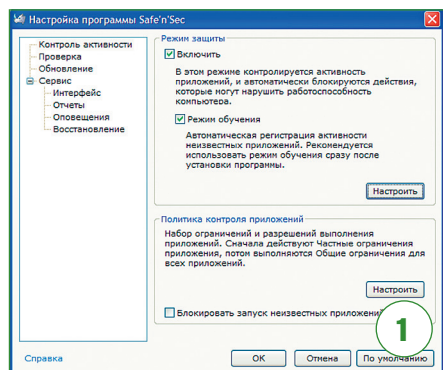 Настройка программы Safe'n'Sec
Контроль активности
Проверка
Обновление
Сервис
Интерфейс
Отчеты
Оповещения
Восстановление
Режим защиты
Включить
В этом режиме контролируется активность
приложений, и автоматически блокируются действия,
которые могут нарушить работоспособность
компьютера.
Режим обучения
Автоматическая регистрация активности
неизвестных приложений. Рекомендуется
использовать режим обучения сразу после
установки программы.
Настроить
Политика контроля приложений
Набор ограничений и разрешений выполнения
приложений. Сначала действуют Частные ограничения
приложения, потом выполняются Общие ограничения для
всех приложений.
Настроить
Блокировать запуск неизвестных приложений
1
Справка
ОК
Отмена
По умолчанию